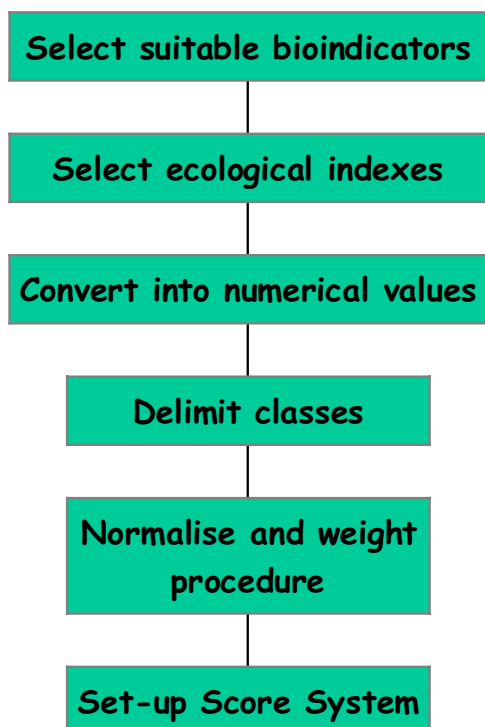 Select suitable bioindicators
Select ecological indexes
Convert into numerical values
Delimit classes
Normalise and weight
procedure
Set-up Score System